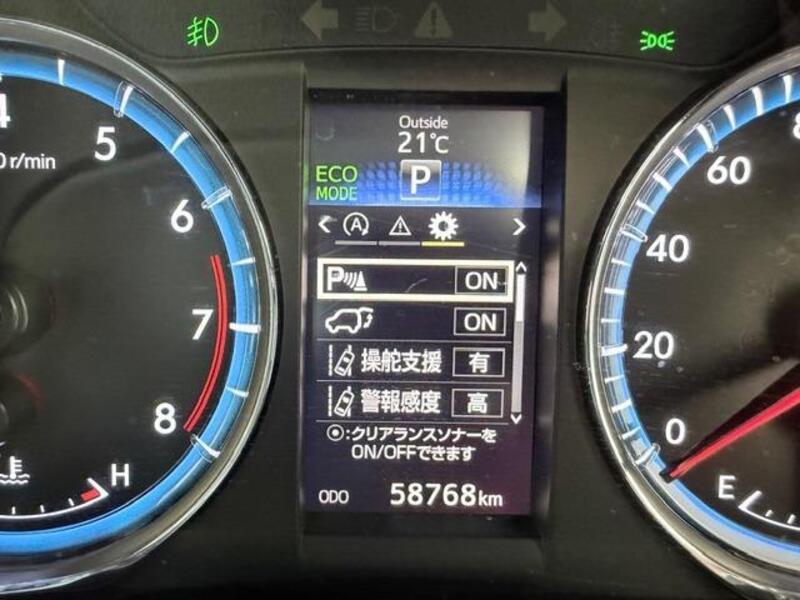 Outside
21℃
ECO
MODE
P
A
P ON
ON
操舵支援 有
警報感度 高
⦿:クリアランスソナーを
ON/OFFできます
ODO 58768km
4
5
6
7
8
r/min
H
60
40
20
0
E